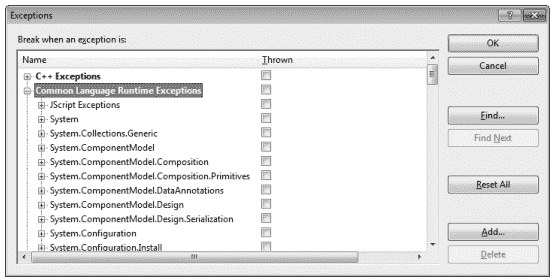 Exceptions
Break when an exception is:
Name Thrown
C++ Exceptions
Common Language Runtime Exceptions
JScript Exceptions
System
System.Collections.Generic
System.ComponentModel
System.ComponentModel.Composition
System.ComponentModel.Composition.Primitives
System.ComponentModel.DataAnnotations
System.ComponentModel.Design
System.ComponentModel.Design.Serialization
System.Configuration
System.Configuration.Install
OK
Cancel
Find...
Find Next
Reset All
Add...
Delete